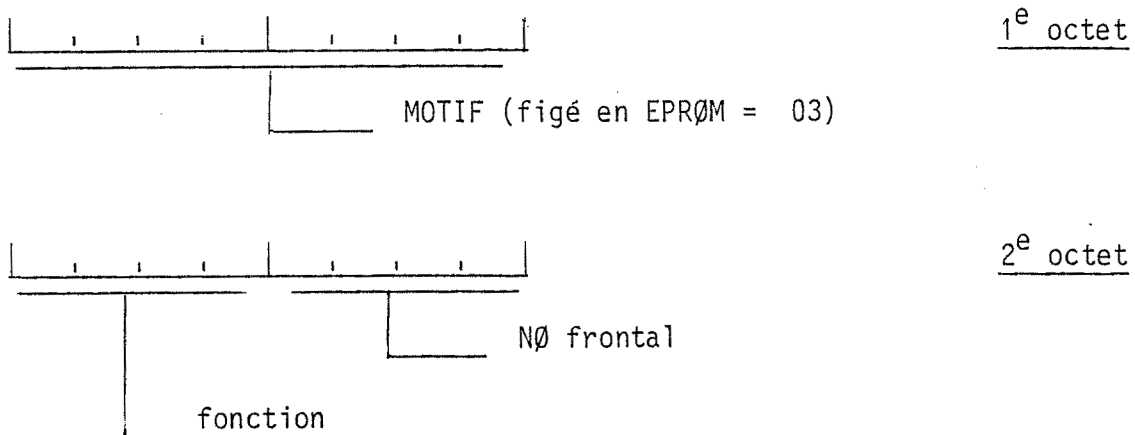 1e octet
MOTIF (figé en EPRØM = 03)
2e octet
NØ frontal
fonction